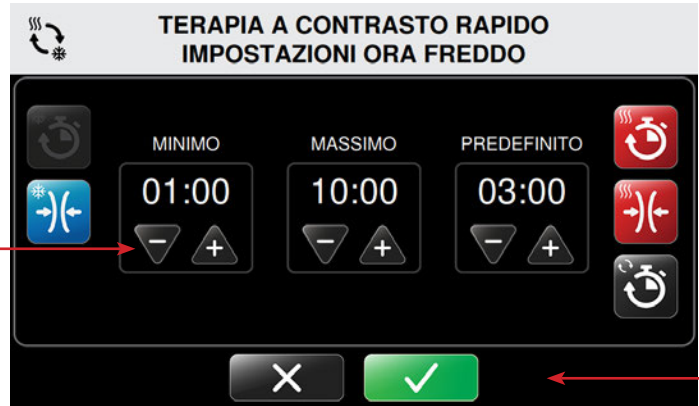 TERAPIA A CONTRASTO RAPIDO
IMPOSTAZIONI ORA FREDDO
MINIMO MASSIMO PREDEFINITO
01:00 10:00 03:00